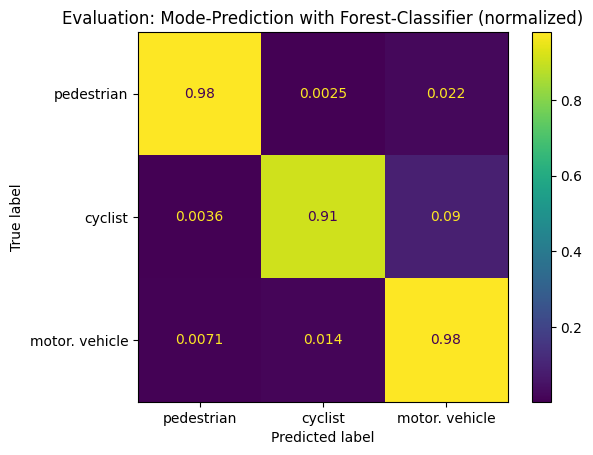 Evaluation: Mode-Prediction with Forest-Classifier (normalized)
True label
pedestrian 0.98 0.0025 0.022
cyclist 0.0036 0.91 0.09
motor. vehicle 0.0071 0.014 0.98
pedestrian cyclist motor. vehicle
Predicted label
0.8
0.6
0.4
0.2